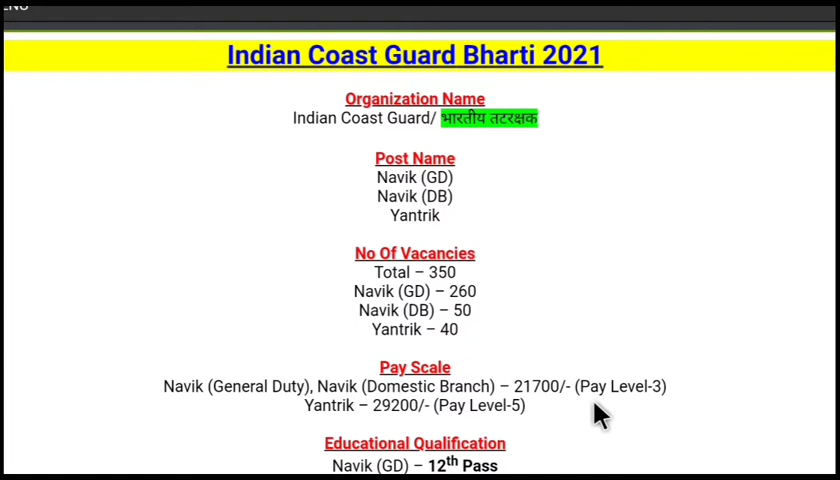 Indian Coast Guard Bharti 2021
Organization Name
Indian Coast Guard/ भारतीय तटरक्षक
Post Name
Navik (GD)
Navik (DB)
Yantrik
No Of Vacancies
Total – 350
Navik (GD) – 260
Navik (DB) – 50
Yantrik – 40
Pay Scale
Navik (General Duty), Navik (Domestic Branch) – 21700/- (Pay Level-3)
Yantrik – 29200/- (Pay Level-5)
Educational Qualification
Navik (GD) – 12th Pass